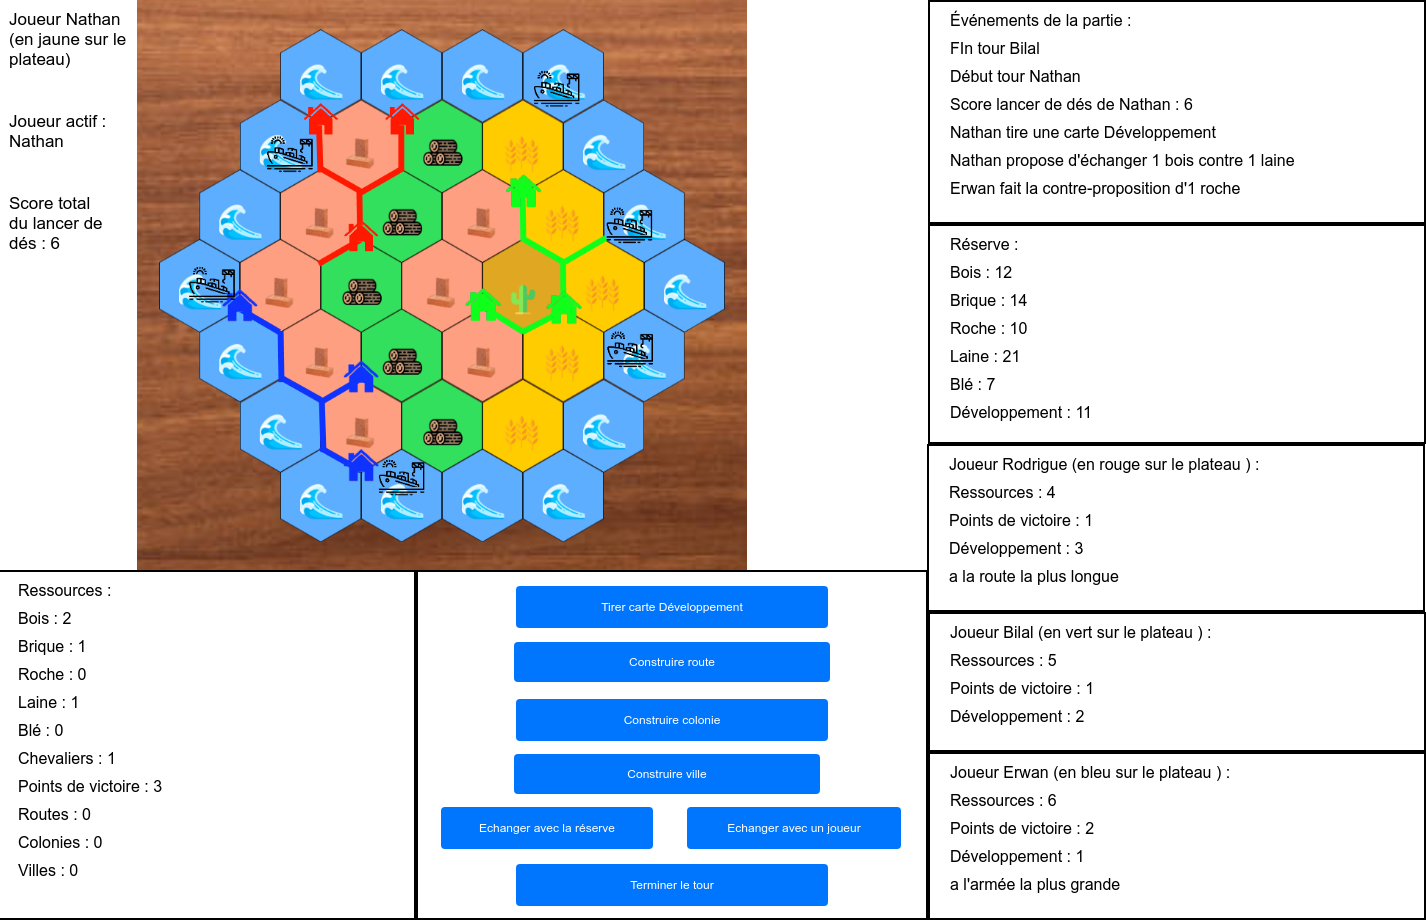 Joueur Nathan
(en jaune sur le
plateau)
Joueur actif :
Nathan
Score total
du lancer de
dés : 6
Événements de la partie :
FIn tour Bilal
Début tour Nathan
Score lancer de dés de Nathan : 6
Nathan tire une carte Développement
Nathan propose d'échanger 1 bois contre 1 laine
Erwan fait la contre-proposition d'1 roche
Réserve :
Bois : 12
Brique : 14
Roche : 10
Laine : 21
Blé : 7
Développement : 11
Joueur Rodrigue (en rouge sur le plateau ) :
Ressources : 4
Points de victoire : 1
Développement : 3
a la route la plus longue
Joueur Bilal (en vert sur le plateau ) :
Ressources : 5
Points de victoire : 1
Développement : 2
Joueur Erwan (en bleu sur le plateau ) :
Ressources : 6
Points de victoire : 2
Développement : 1
a l'armée la plus grande
Ressources :
Bois : 2
Brique : 1
Roche : 0
Laine : 1
Blé : 0
Chevaliers : 1
Points de victoire : 3
Routes : 0
Colonies : 0
Villes : 0
Tirer carte Développement
Construire route
Construire colonie
Construire ville
Echanger avec la réserve
Echanger avec un joueur
Terminer le tour